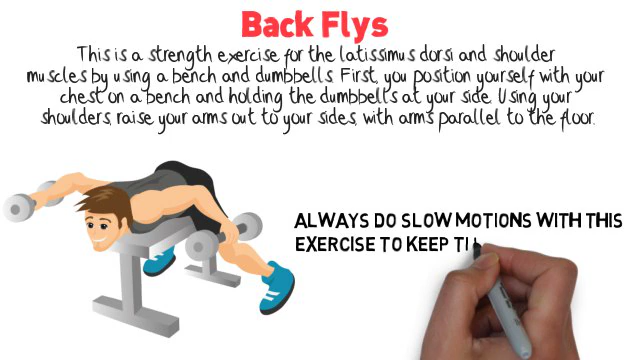 Back Flys
This is a strength exercise for the latissimus dorsi and shoulder
muscles by using a bench and dumbbells. First, you position yourself with your
chest on a bench and holding the dumbbells at your side. Using your
shoulders, raise your arms out to your sides, with arms parallel to the floor.
ALWAYS DO SLOW MOTIONS WITH THIS
EXERCISE TO KEEP